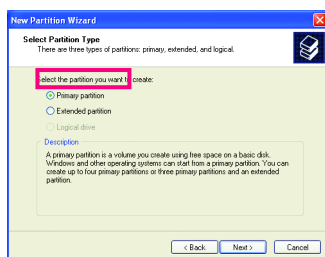 New Partition Wizard
Select Partition Type
There are three types of partitions: primary, extended, and logical.
Select the partition you want to create:
Primary partition
Extended partition
Logical drive
Description
A primary partition is a volume you create using free space on a basic disk.
Windows and other operating systems can start from a primary partition. You can
create up to four primary partitions or three primary partitions and an extended
partition.
< Back
Next >
Cancel